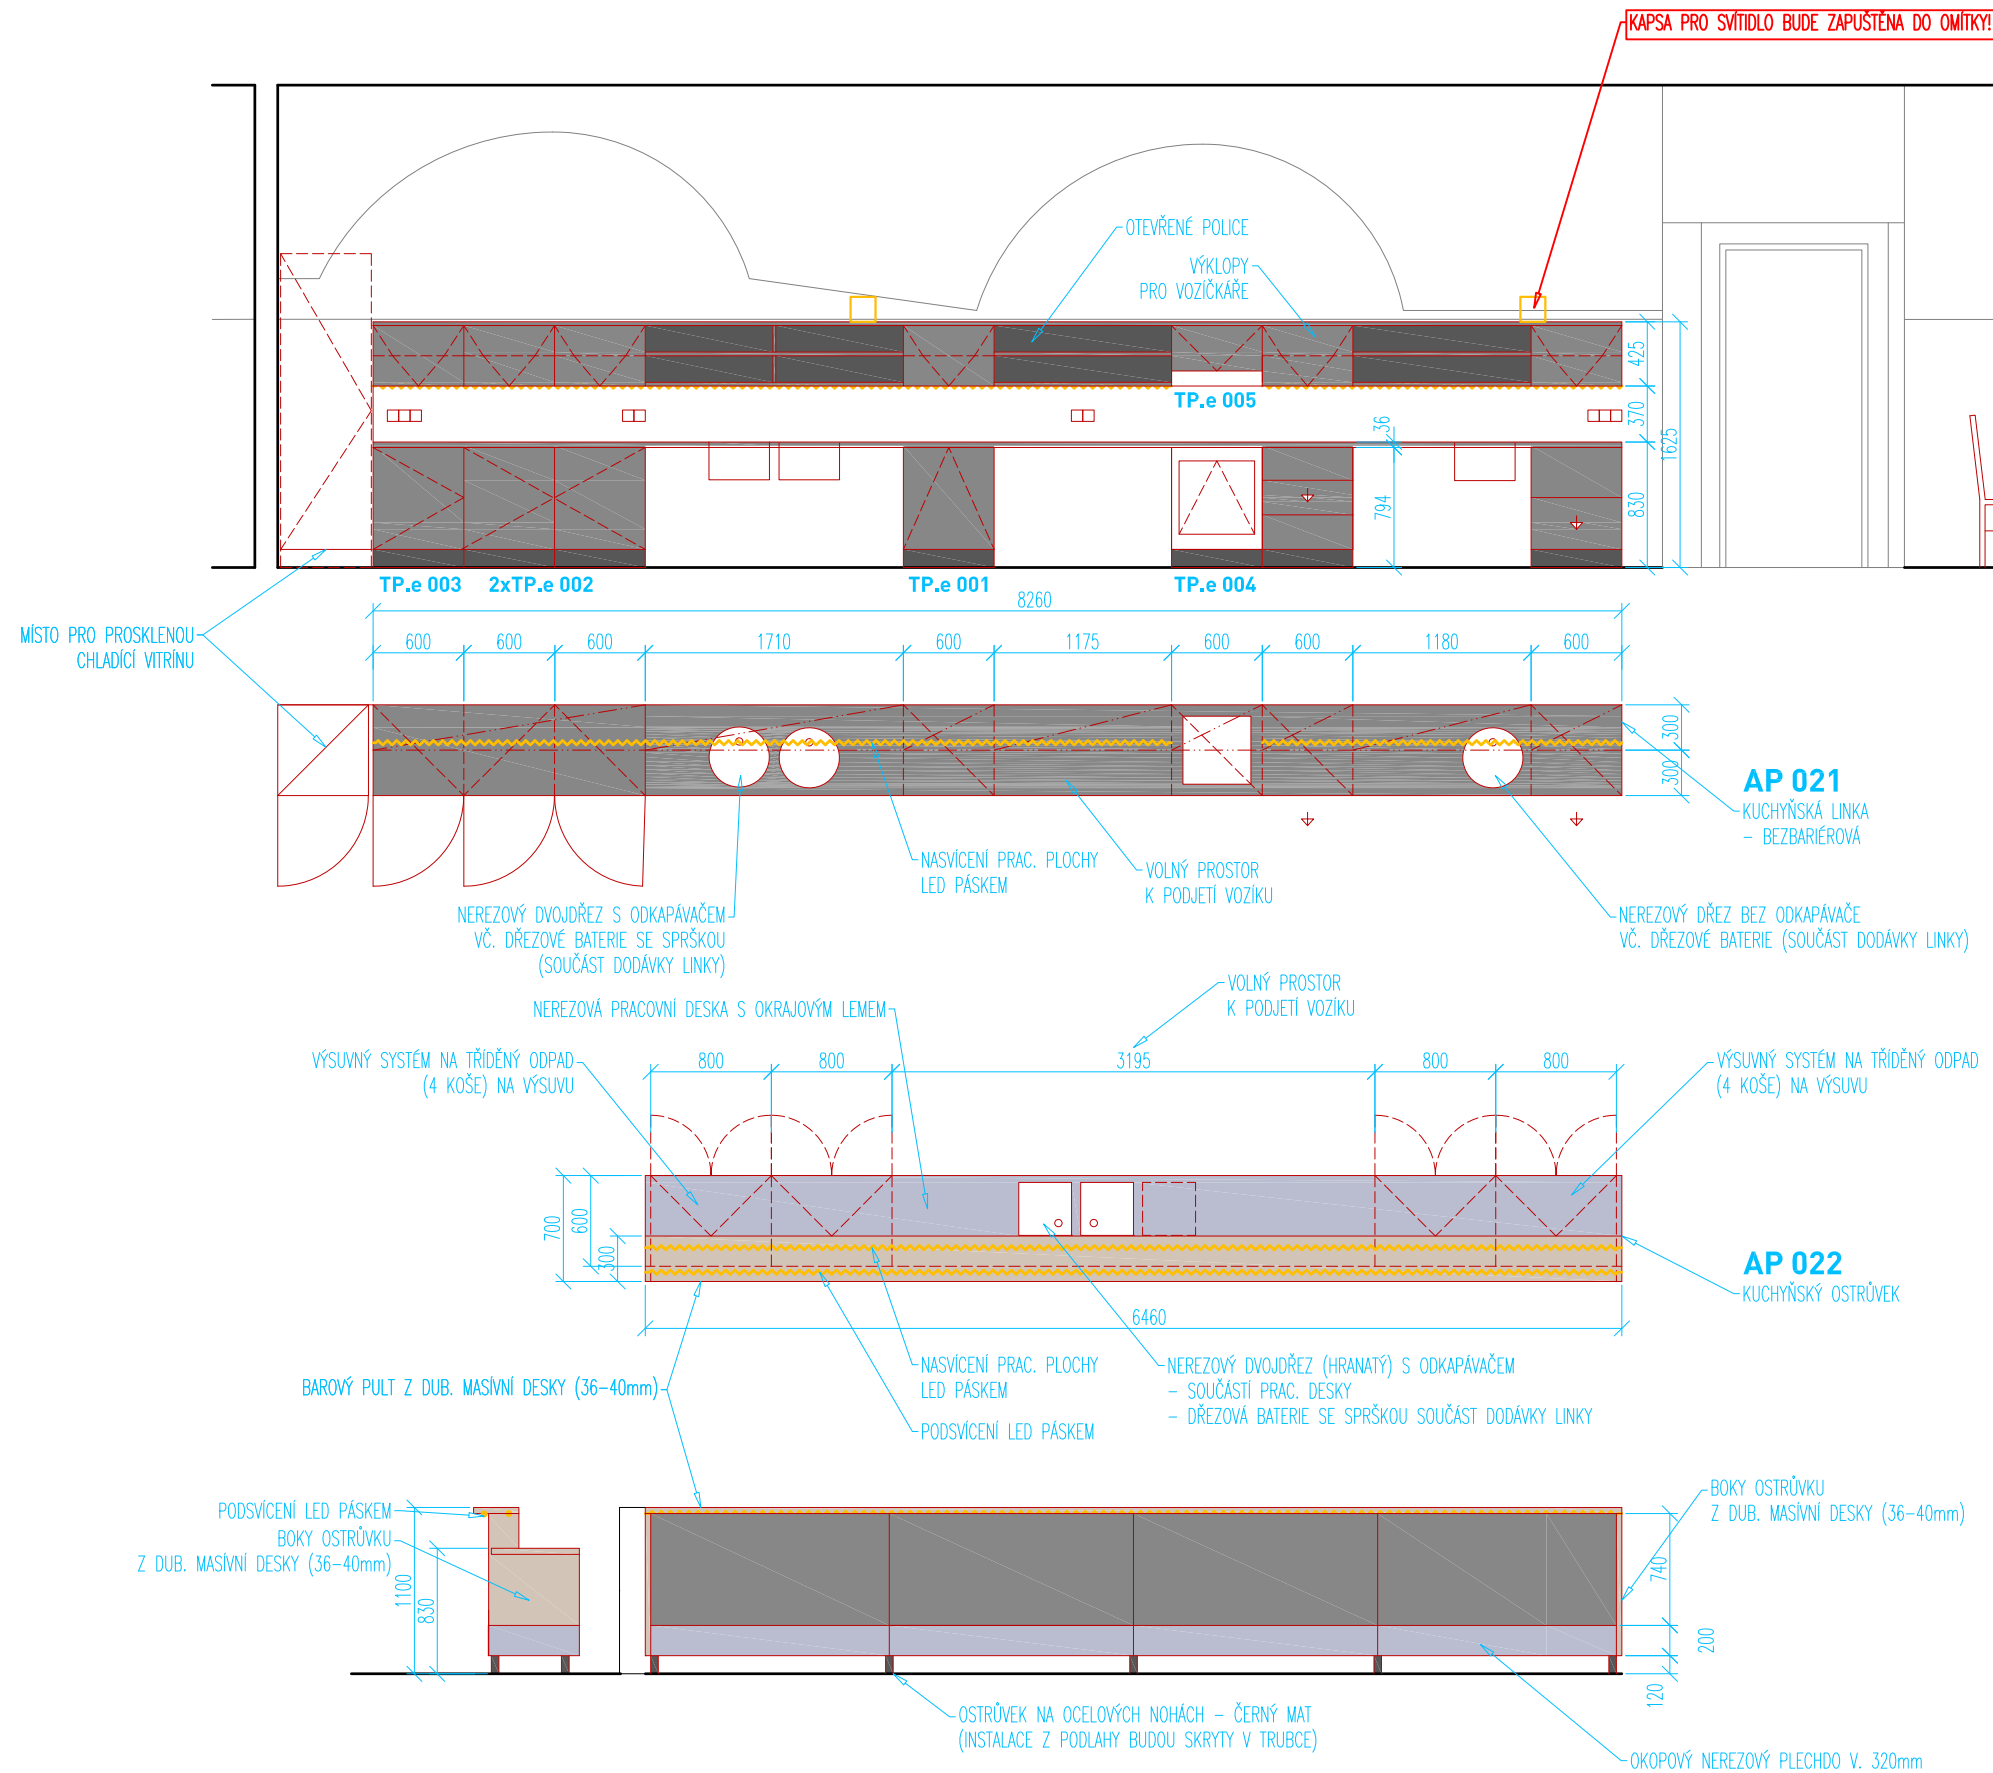 KAPSA PRO SVÍTIDLO BUDE ZAPUŠTĚNA DO OMÍTKY!
OTEVŘENÉ POLICE
VÝKLOPY
PRO VOZÍČKÁŘE
TP.e 005
425
370
36
1625
794
830
TP.e 003
2xTP.e 002
TP.e 001
TP.e 004
8260
MÍSTO PRO PROSKLENOU
CHLADÍCÍ VITRÍNU
600
600
600
1710
600
1175
600
600
1180
600
300
300
AP 021
KUCHYŇSKÁ LINKA
- BEZBARIÉROVÁ
NASVÍCENÍ PRAC. PLOCHY
LED PÁSKEM
VOLNÝ PROSTOR
K PODJETÍ VOZÍKU
NEREZOVÝ DVOJDŘEZ S ODKAPÁVAČEM
VČ. DŘEZOVÉ BATERIE SE SPRŠKOU
(SOUČÁST DODÁVKY LINKY)
NEREZOVÝ DŘEZ BEZ ODKAPÁVAČE
VČ. DŘEZOVÉ BATERIE (SOUČÁST DODÁVKY LINKY)
VOLNÝ PROSTOR
K PODJETÍ VOZÍKU
NEREZOVÁ PRACOVNÍ DESKA S OKRAJOVÝM LEMEM
VÝSUVNÝ SYSTÉM NA TŘÍDĚNÝ ODPAD
(4 KOŠE) NA VÝSUVU
800
800
3195
800
800
VÝSUVNÝ SYSTÉM NA TŘÍDĚNÝ ODPAD
(4 KOŠE) NA VÝSUVU
700
600
300
AP 022
KUCHYŇSKÝ OSTRŮVEK
6460
NASVÍCENÍ PRAC. PLOCHY
LED PÁSKEM
NEREZOVÝ DVOJDŘEZ (HRANATÝ) S ODKAPÁVAČEM
- SOUČÁSTÍ PRAC. DESKY
- DŘEZOVÁ BATERIE SE SPRŠKOU SOUČÁST DODÁVKY LINKY
BAROVÝ PULT Z DUB. MASÍVNÍ DESKY (36-40mm)
PODSVÍCENÍ LED PÁSKEM
PODSVÍCENÍ LED PÁSKEM
BOKY OSTRŮVKU
Z DUB. MASÍVNÍ DESKY (36-40mm)
BOKY OSTRŮVKU
Z DUB. MASÍVNÍ DESKY (36-40mm)
1100
830
740
200
120
OSTRŮVEK NA OCELOVÝCH NOHÁCH - ČERNÝ MAT
(INSTALACE Z PODLAHY BUDOU SKRYTY V TRUBCE)
OKOPOVÝ NEREZOVÝ PLECHDO V. 320mm